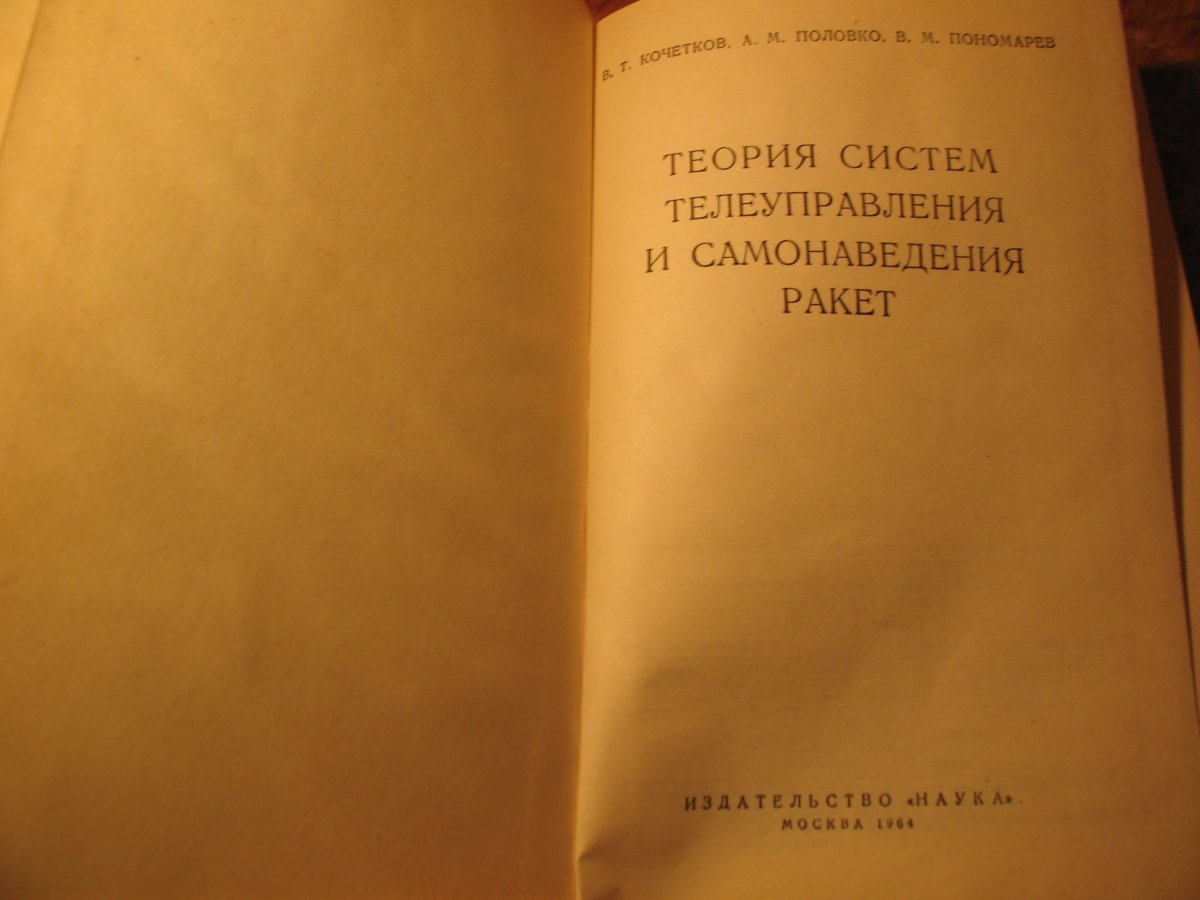 В. Т. КОЧЕТКОВ, А. М. ПОЛОВКО, В. М. ПОНОМАРЕВ
ТЕОРИЯ СИСТЕМ
ТЕЛЕУПРАВЛЕНИЯ
И САМОНАВЕДЕНИЯ
РАКЕТ
ИЗДАТЕЛЬСТВО «НАУКА»
МОСКВА 1964